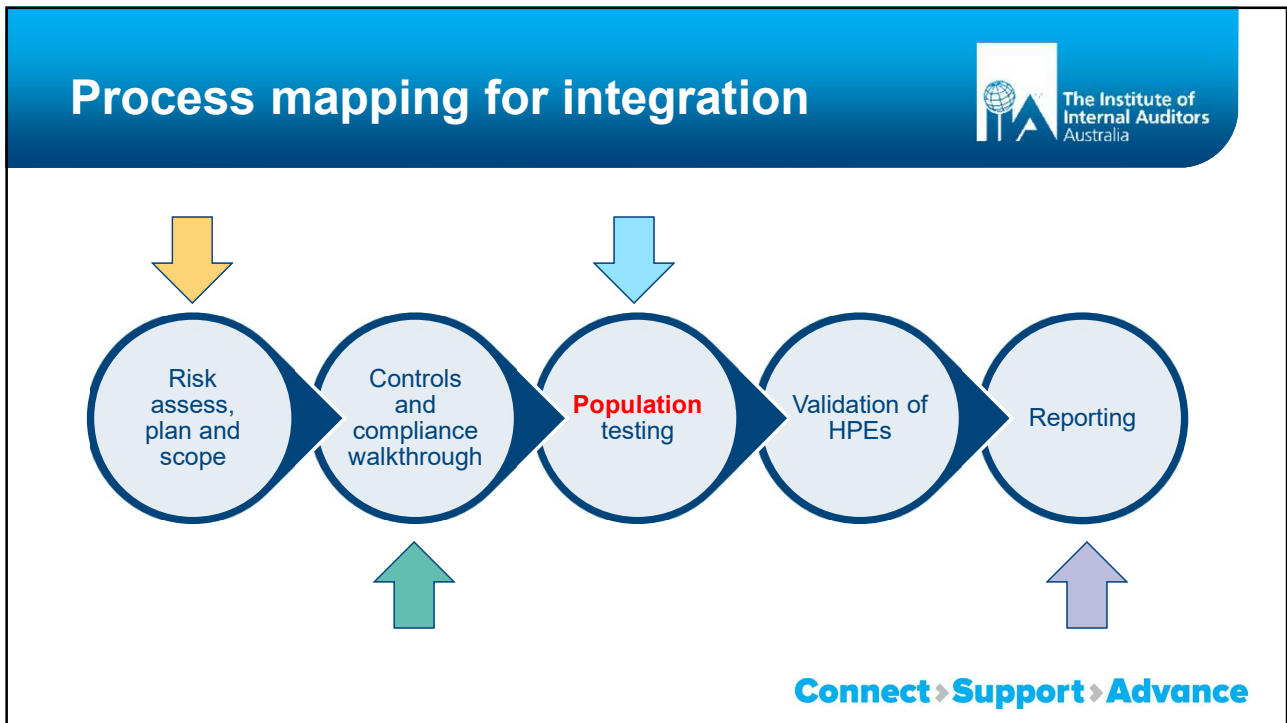 Process mapping for integration
The Institute of
Internal Auditors
Australia
Risk
assess,
plan and
scope
Controls
and
compliance
walkthrough
Population
testing
Validation of
HPEs
Reporting
Connect>Support>Advance